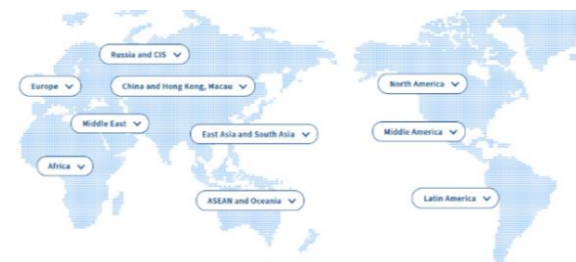 Russia and CIS
Europe
China and Hong Kong, Macau
North America
Middle East
East Asia and South Asia
Middle America
Africa
ASEAN and Oceania
Latin America